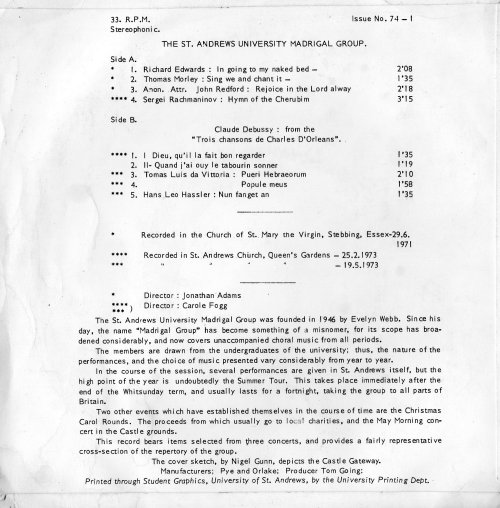 33. R.P.M. Issue No. 74 – 1
Stereophonic.
THE ST. ANDREWS UNIVERSITY MADRIGAL GROUP.
Side A.
* 1. Richard Edwards : In going to my naked bed – 2'08
* 2. Thomas Morley : Sing we and chant it – 1'35
* 3. Anon. Attr. John Redford : Rejoice in the Lord alway 2'18
**** 4. Sergei Rachmaninov : Hymn of the Cherubim 3'15
Side B.
Claude Debussy : from the
"Trois chansons de Charles D'Orleans".
**** 1. I Dieu, qu'il la fait bon regarder 1'35
2. II- Quand j'ai ouy le tabourin sonner 1'19
*** 3. Tomas Luis da Vittoria : Pueri Hebraeorum 2'10
*** 4. Popule meus 1'58
*** 5. Hans Leo Hassler : Nun fanget an 1'35
* Recorded in the Church of St. Mary the Virgin, Stebbing, Essex-29.6.
1971
**** Recorded in St. Andrews Church, Queen's Gardens – 25.2.1973
*** " " " " – 19.5.1973
* Director : Jonathan Adams
**** Director : Carole Fogg
*** )
The St. Andrews University Madrigal Group was founded in 1946 by Evelyn Webb. Since his
day, the name "Madrigal Group" has become something of a misnomer, for its scope has broa-
dened considerably, and now covers unaccompanied choral music from all periods.
The members are drawn from the undergraduates of the university; thus, the nature of the
performances, and the choice of music presented vary considerably from year to year.
In the course of the session, several performances are given in St. Andrews itself, but the
high point of the year is undoubtedly the Summer Tour. This takes place immediately after the
end of the Whitsunday term, and usually lasts for a fortnight, taking the group to all parts of
Britain.
Two other events which have established themselves in the course of time are the Christmas
Carol Rounds. The proceeds from which usually go to local charities, and the May Morning con-
cert in the Castle grounds.
This record bears items selected from three concerts, and provides a fairly representative
cross-section of the repertory of the group.
The cover sketch, by Nigel Gunn, depicts the Castle Gateway.
Manufacturers; Pye and Orlake; Producer Tom Going;
Printed through Student Graphics, University of St. Andrews, by the University Printing Dept.